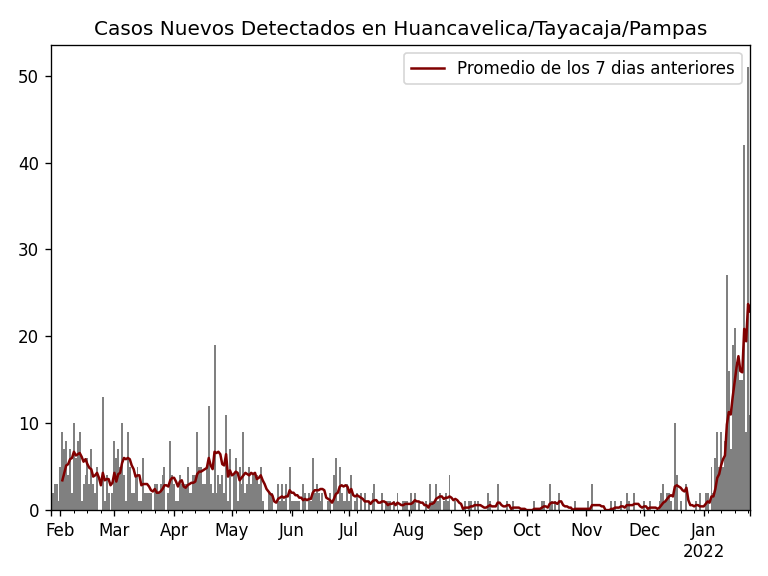 Casos Nuevos Detectados en Huancavelica/Tayacaja/Pampas
Promedio de los 7 dias anteriores
50
40
30
20
10
0
Feb Mar Apr May Jun Jul Aug Sep Oct Nov Dec Jan
2022